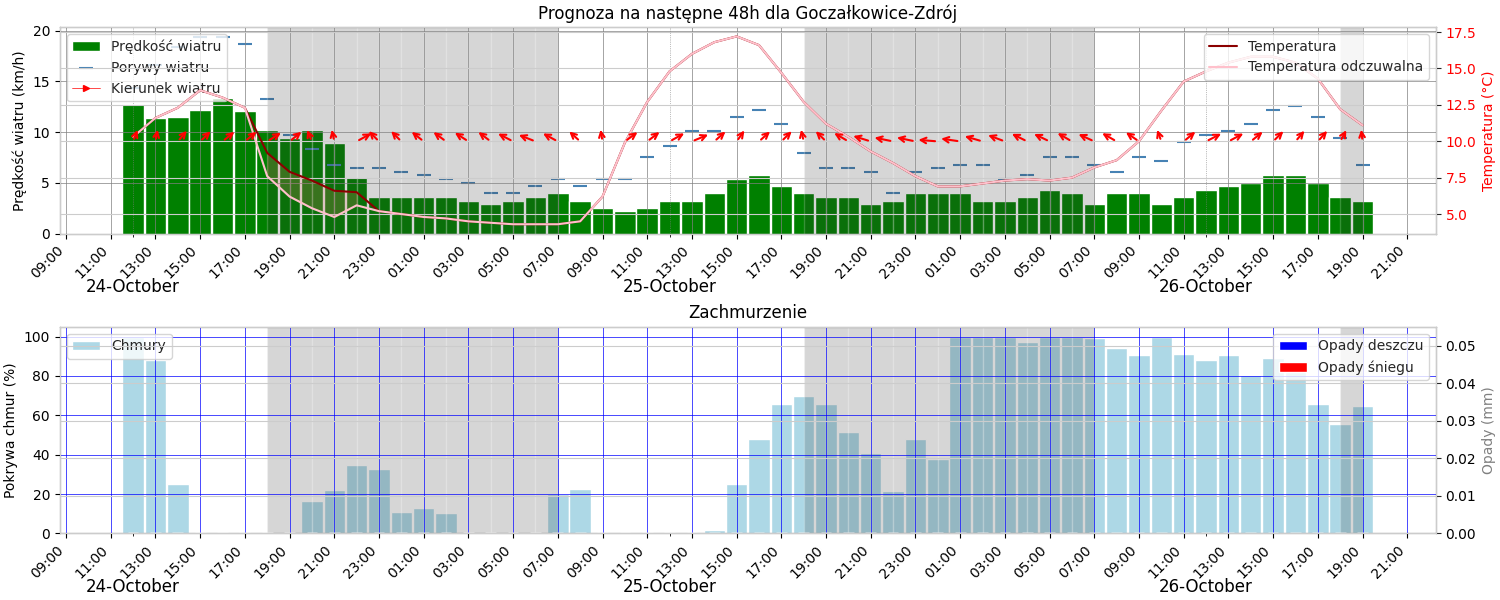 Prognoza na następne 48h dla Goczałkowice-Zdrój
Prędkość wiatru (km/h)
20
15
10
5
0
Prędkość wiatru
Porywy wiatru
Kierunek wiatru
Temperatura
Temperatura odczuwalna
17.5
15.0
12.5
10.0
7.5
5.0
Temperatura (°C)
09:00 11:00 13:00 15:00 17:00 19:00 21:00 23:00 01:00 03:00 05:00 07:00 09:00 11:00 13:00 15:00 17:00 19:00 21:00 23:00 01:00 03:00 05:00 07:00 09:00 11:00 13:00 15:00 17:00 19:00 21:00
24-October 25-October 26-October
Zachmurzenie
Pokrywa chmur (%)
100
80
60
40
20
0
Chmury
Opady deszczu
Opady śniegu
0.05
0.04
0.03
0.02
0.01
0.00
Opady (mm)
09:00 11:00 13:00 15:00 17:00 19:00 21:00 23:00 01:00 03:00 05:00 07:00 09:00 11:00 13:00 15:00 17:00 19:00 21:00 23:00 01:00 03:00 05:00 07:00 09:00 11:00 13:00 15:00 17:00 19:00 21:00
24-October 25-October 26-October